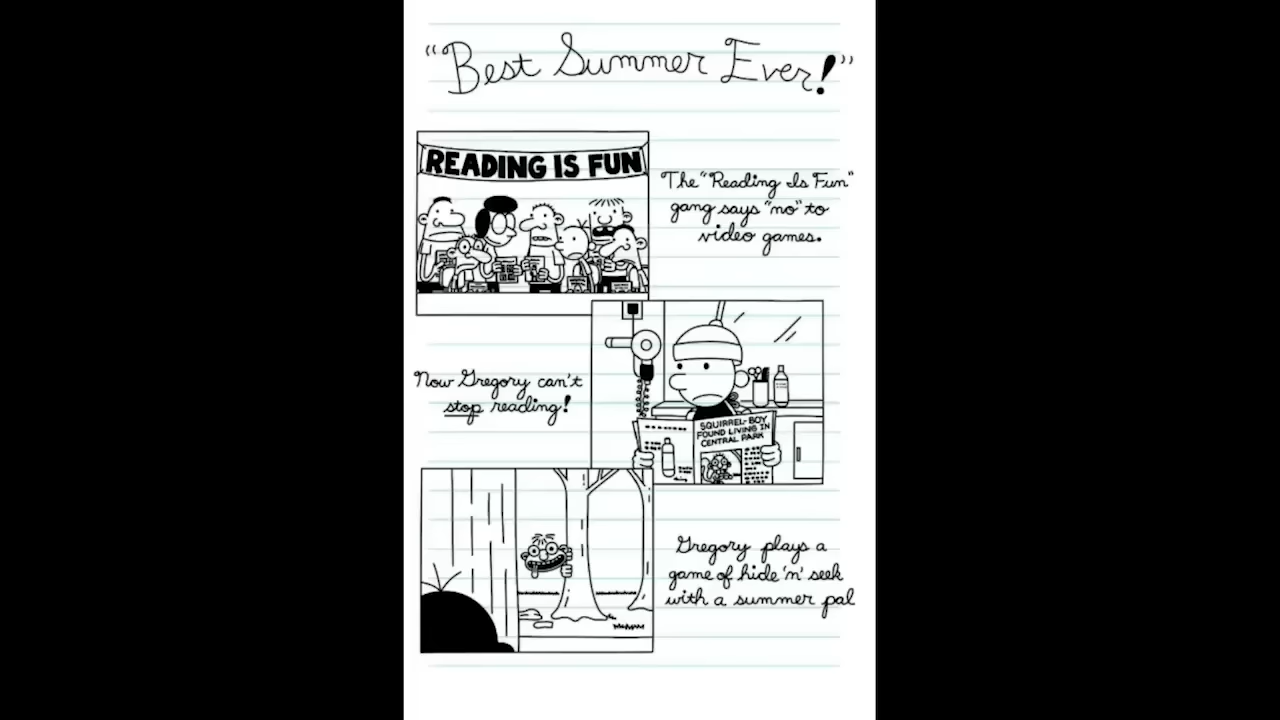 "Best Summer Ever!"
READING IS FUN
The "Reading Is Fun"
gang says "no" to
video games.
Now Gregory can't
stop reading!
SQUIRREL-BOY
FOUND LIVING IN
CENTRAL PARK
Gregory plays a
game of hide 'n' seek
with a summer pal